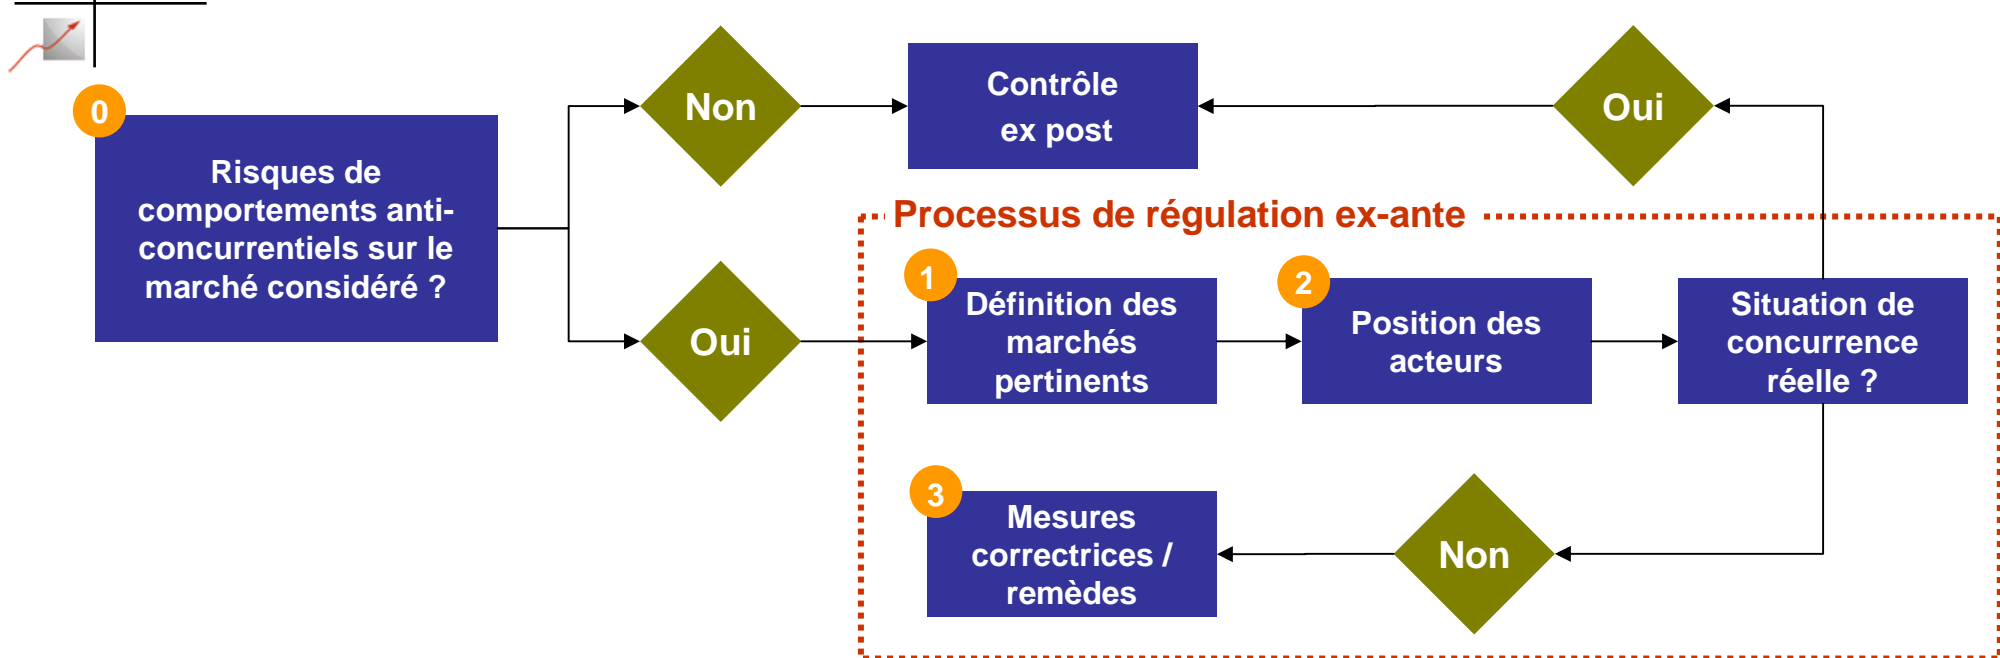 0
Risques de
comportements anti-
concurrentiels sur le
marché considéré ?
Non
Contrôle
ex post
Oui
Processus de régulation ex-ante
Oui
1
Définition des
marchés
pertinents
2
Position des
acteurs
Situation de
concurrence
réelle ?
3
Mesures
correctrices /
remèdes
Non